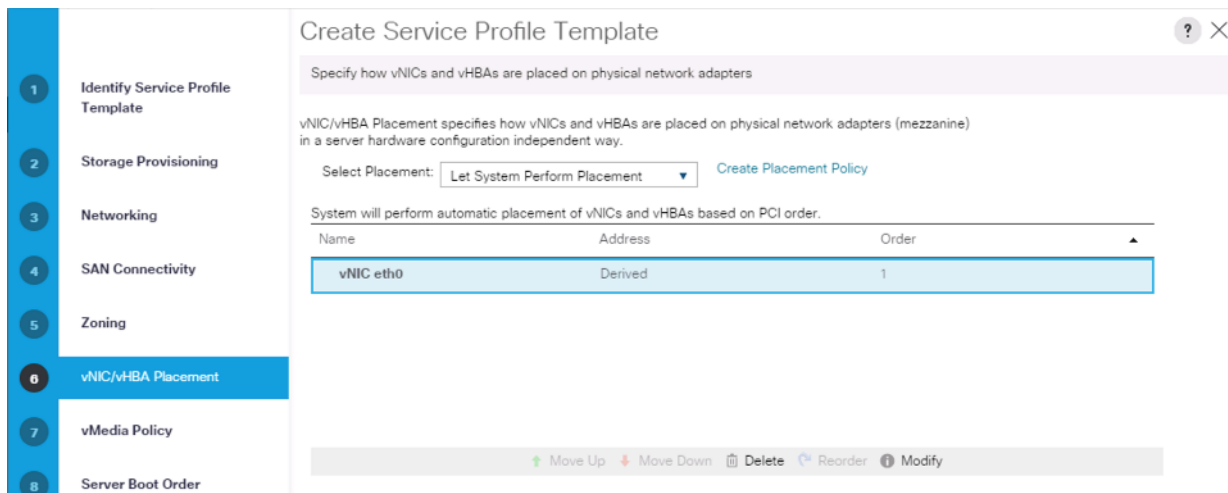 Create Service Profile Template
?
Specify how vNICs and vHBAs are placed on physical network adapters
1
Identify Service Profile
Template
vNIC/vHBA Placement specifies how vNICs and vHBAs are placed on physical network adapters (mezzanine)
in a server hardware configuration independent way.
2
Storage Provisioning
Select Placement: Let System Perform Placement Create Placement Policy
3
Networking
System will perform automatic placement of vNICs and vHBAs based on PCI order.
Name Address Order
4
SAN Connectivity
vNIC eth0 Derived 1
5
Zoning
6
vNIC/vHBA Placement
7
vMedia Policy
Move Up Move Down Delete Reorder Modify
8
Server Boot Order